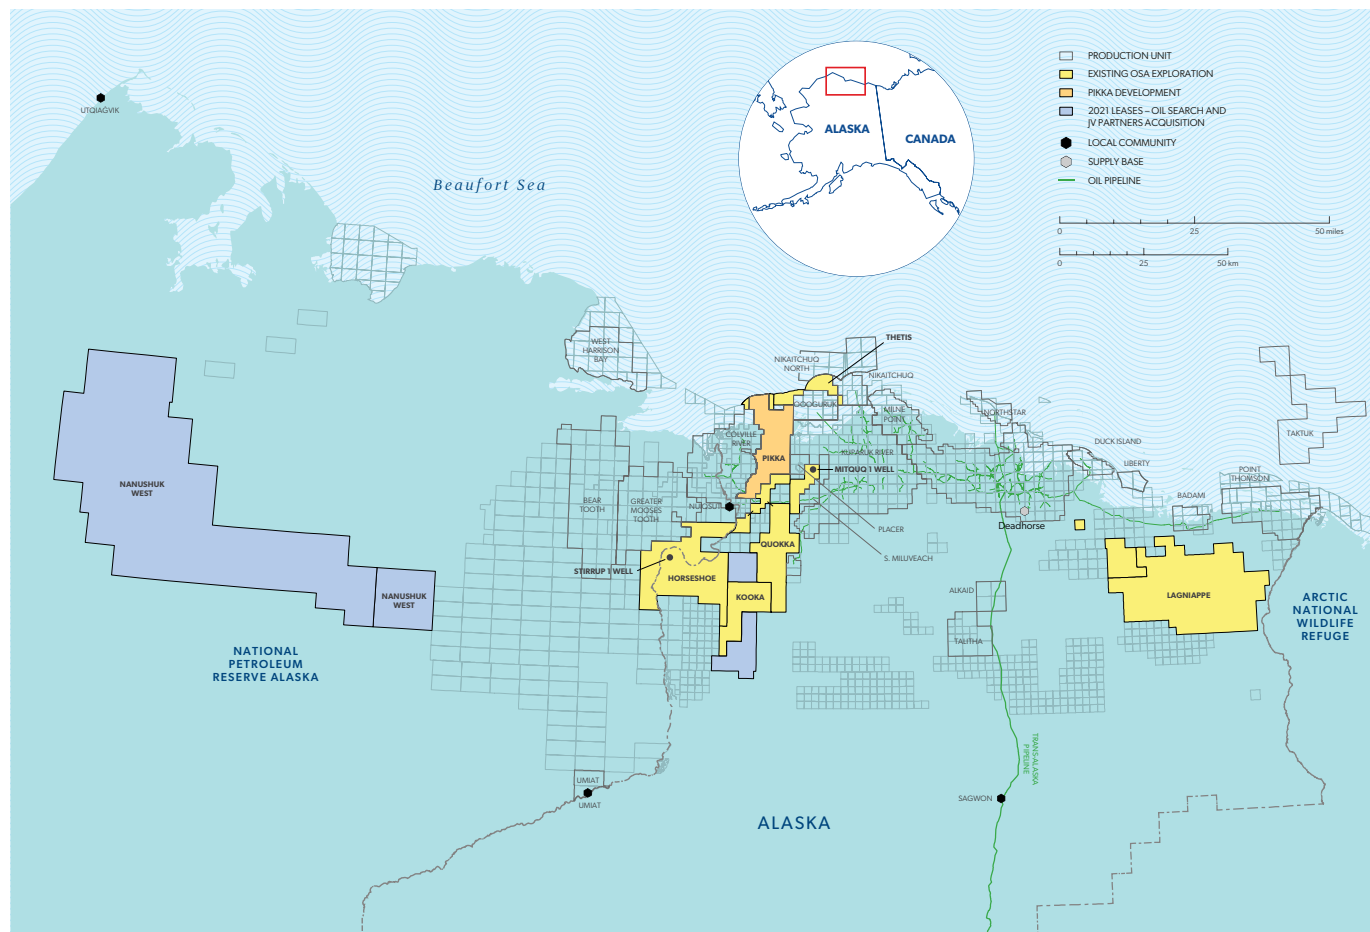 UTQIAGVIK
Beaufort Sea
ALASKA
CANADA
PRODUCTION UNIT
EXISTING OSA EXPLORATION
PIKKA DEVELOPMENT
2021 LEASES – OIL SEARCH AND
JV PARTNERS ACQUISITION
LOCAL COMMUNITY
SUPPLY BASE
OIL PIPELINE
0 25 50 miles
0 25 50 km
WEST
HARRISON
BAY
THETIS
NIKAITCHUQ
NORTH
NIKAITCHUQ
OOOGURUK
MILNE
POINT
NORTHSTAR
DUCK ISLAND
LIBERTY
TAKTUK
COLVILLE
RIVER
KUPARUK RIVER
PIKKA
MITQUQ 1 WELL
POINT
THOMSON
BADAMI
NANUSHUK
WEST
BEAR
TOOTH
GREATER
MOOSES
TOOTH
NUIQSUT
PLACER
Deadhorse
S. MILUVEACH
QUOKKA
STIRRUP 1 WELL
HORSESHOE
KOOKA
NANUSHUK
WEST
ALKAID
TALITHA
LAGNIAPPE
ARCTIC
NATIONAL
WILDLIFE
REFUGE
NATIONAL
PETROLEUM
RESERVE ALASKA
TRANS-ALASKA
PIPELINE
UMIAT
UMIAT
SAGWON
ALASKA